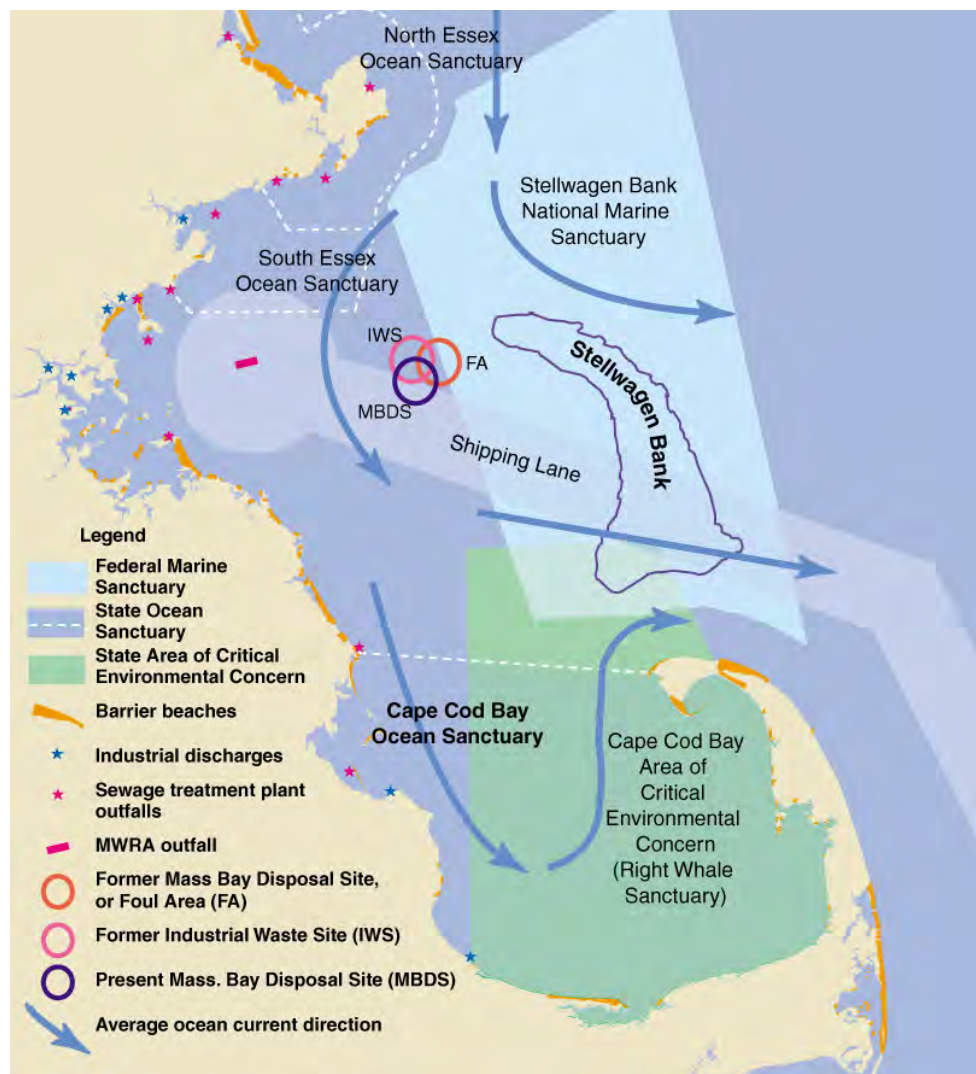 North Essex
Ocean Sanctuary
Stellwagen Bank
National Marine
Sanctuary
South Essex
Ocean Sanctuary
IWS
FA
MBDS
Stellwagen Bank
Shipping Lane
Legend
Federal Marine
Sanctuary
State Ocean
Sanctuary
State Area of Critical
Environmental Concern
Barrier beaches
Industrial discharges
Sewage treatment plant
outfalls
MWRA outfall
Former Mass Bay Disposal Site,
or Foul Area (FA)
Former Industrial Waste Site (IWS)
Present Mass. Bay Disposal Site (MBDS)
Average ocean current direction
Cape Cod Bay
Ocean Sanctuary
Cape Cod Bay
Area of
Critical
Environmental
Concern
(Right Whale
Sanctuary)